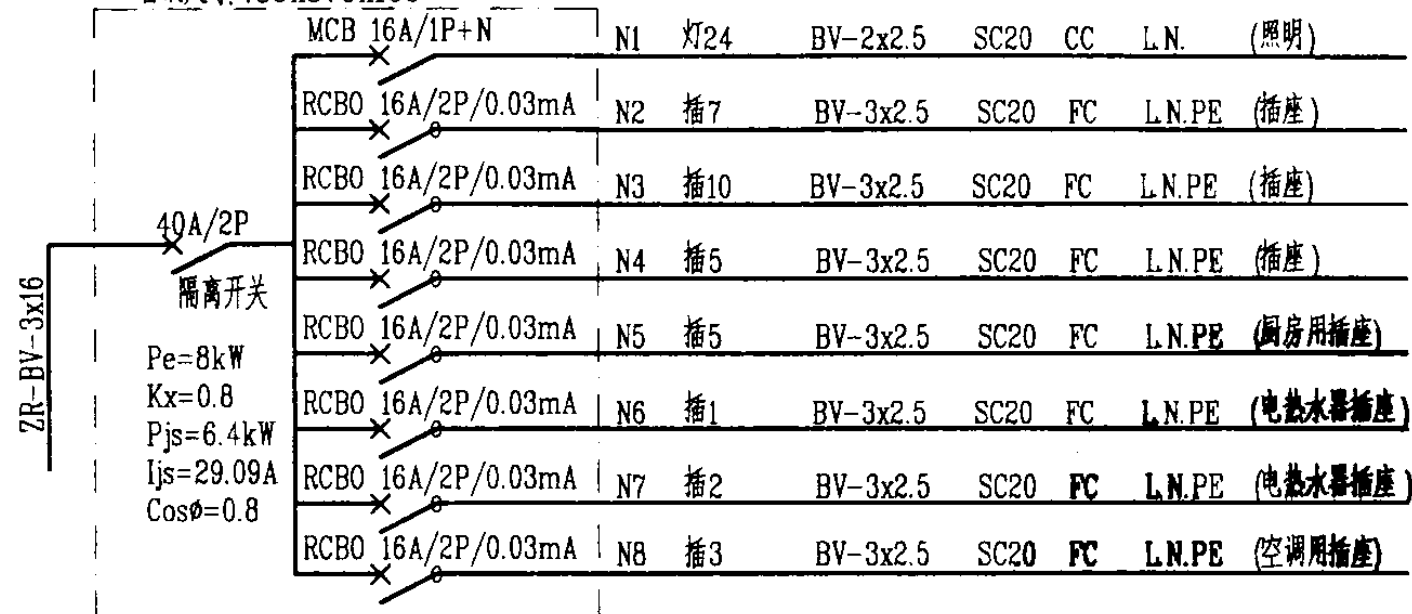 MCB 16A/1P+N N1 灯24 BV-2x2.5 SC20 CC L.N. (照明)
RCBO 16A/2P/0.03mA N2 插7 BV-3x2.5 SC20 FC L.N.PE (插座)
RCBO 16A/2P/0.03mA N3 插10 BV-3x2.5 SC20 FC L.N.PE (插座)
40A/2P
RCBO 16A/2P/0.03mA N4 插5 BV-3x2.5 SC20 FC L.N.PE (插座)
隔离开关
RCBO 16A/2P/0.03mA N5 插5 BV-3x2.5 SC20 FC L.N.PE (厨房用插座)
ZR-BV-3x16
Pe=8kW
Kx=0.8
RCBO 16A/2P/0.03mA N6 插1 BV-3x2.5 SC20 FC L.N.PE (电热水器插座)
Pjs=6.4kW
Ijs=29.09A
RCBO 16A/2P/0.03mA N7 插2 BV-3x2.5 SC20 FC L.N.PE (电热水器插座)
Cosø=0.8
RCBO 16A/2P/0.03mA N8 插3 BV-3x2.5 SC20 FC L.N.PE (空调用插座)